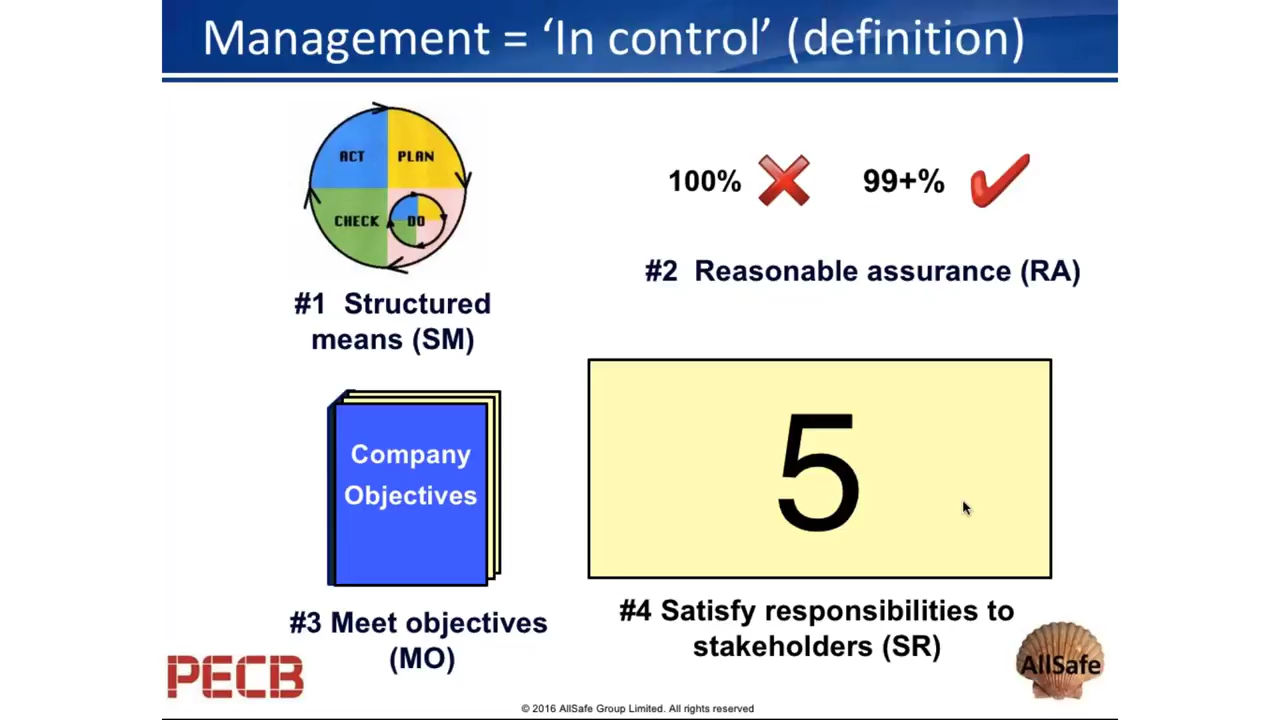 Management = ‘In control’ (definition)
ACT
PLAN
CHECK
DO
100%
99+%
#1 Structured
means (SM)
#2 Reasonable assurance (RA)
Company
Objectives
5
#3 Meet objectives
(MO)
#4 Satisfy responsibilities to
stakeholders (SR)
PECB
AllSafe
© 2016 AllSafe Group Limited. All rights reserved